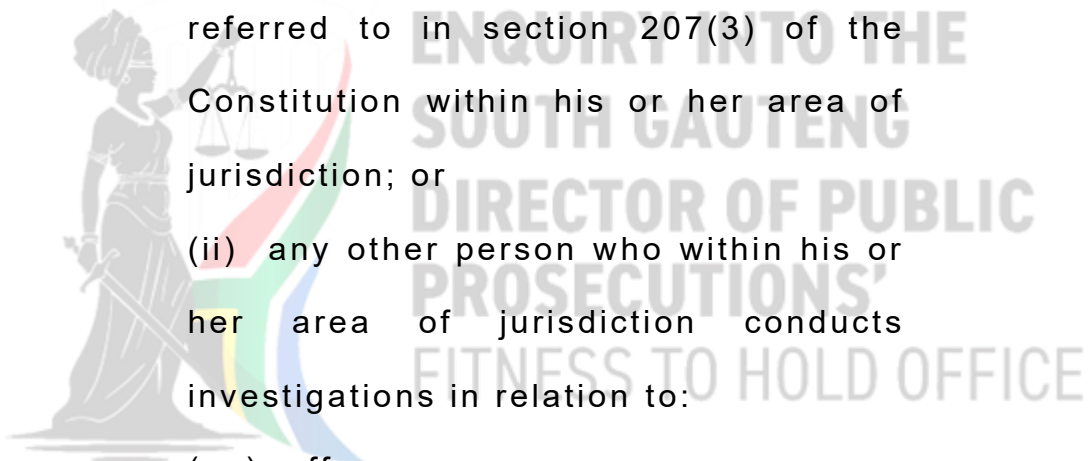 referred to in section 207(3) of the
Constitution within his or her area of
jurisdiction; or
(ii) any other person who within his or
her area of jurisdiction conducts
investigations in relation to:
ENQUIRY INTO THE
SOUTH GAUTENG
DIRECTOR OF PUBLIC
PROSECUTIONS'
FITNESS TO HOLD OFFICE